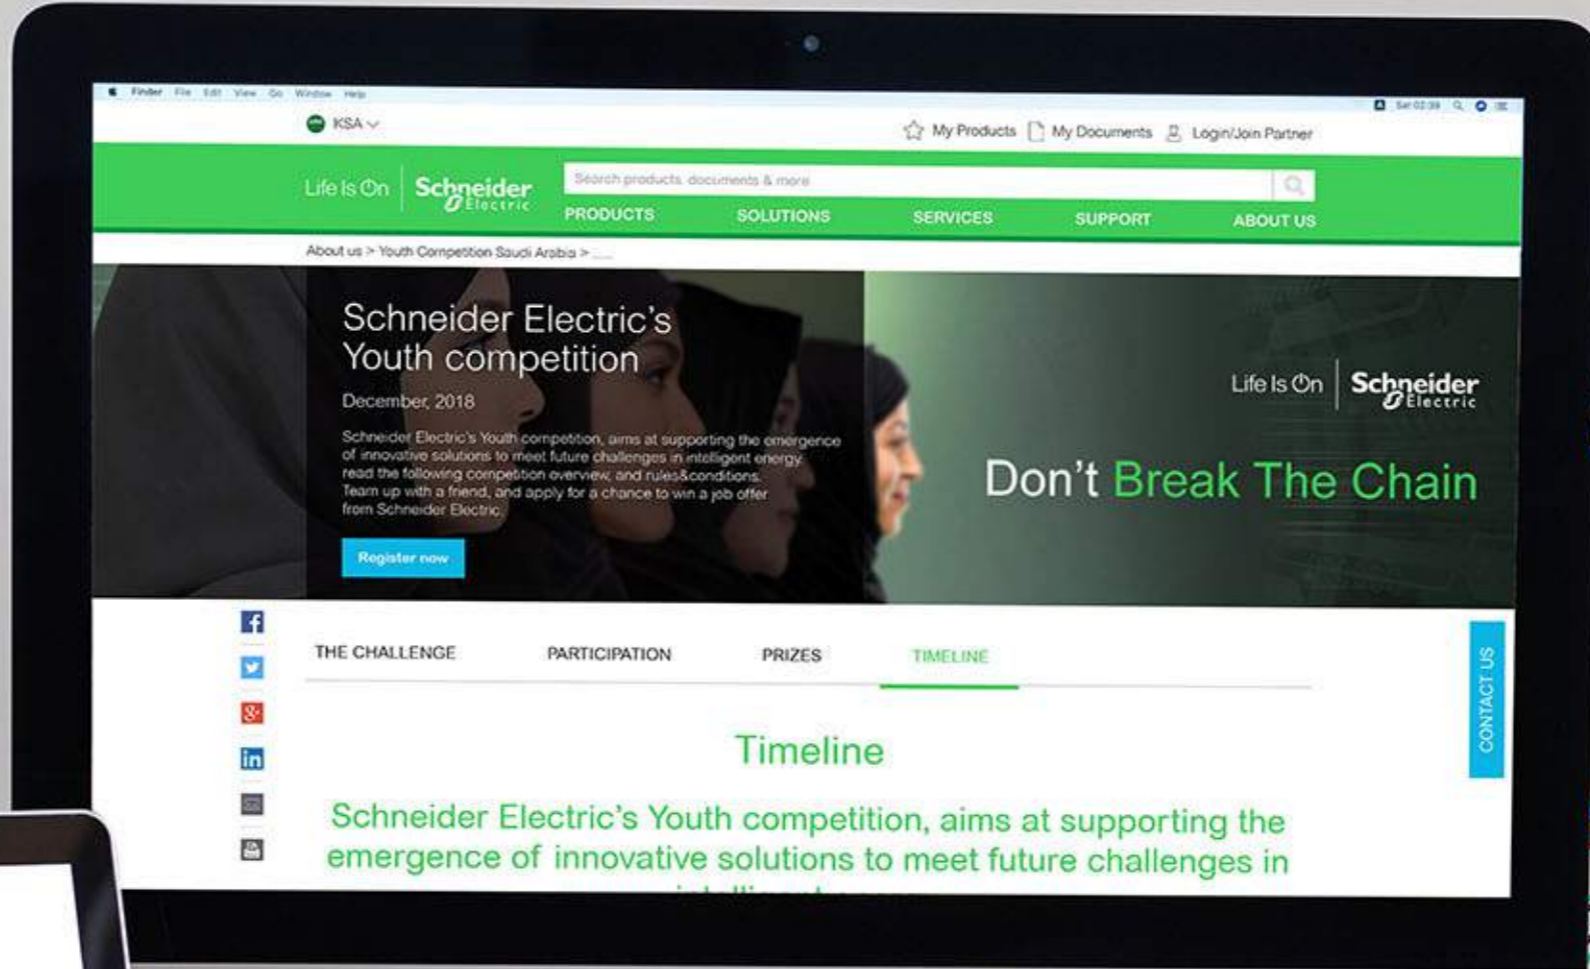 Finder File Edit View Go Window Help
Sat 02:39
KSA
My Products My Documents Login/Join Partner
Life Is On Schneider Electric
Search products, documents & more
PRODUCTS SOLUTIONS SERVICES SUPPORT ABOUT US
About us > Youth Competition Saudi Arabia > .....
Schneider Electric's
Youth competition
December, 2018
Schneider Electric's Youth competition, aims at supporting the emergence
of innovative solutions to meet future challenges in intelligent energy
read the following competition overview, and rules&conditions.
Team up with a friend, and apply for a chance to win a job offer
from Schneider Electric.
Register now
Life Is On Schneider Electric
Don't Break The Chain
THE CHALLENGE PARTICIPATION PRIZES TIMELINE
CONTACT US
Timeline
Schneider Electric's Youth competition, aims at supporting the
emergence of innovative solutions to meet future challenges in